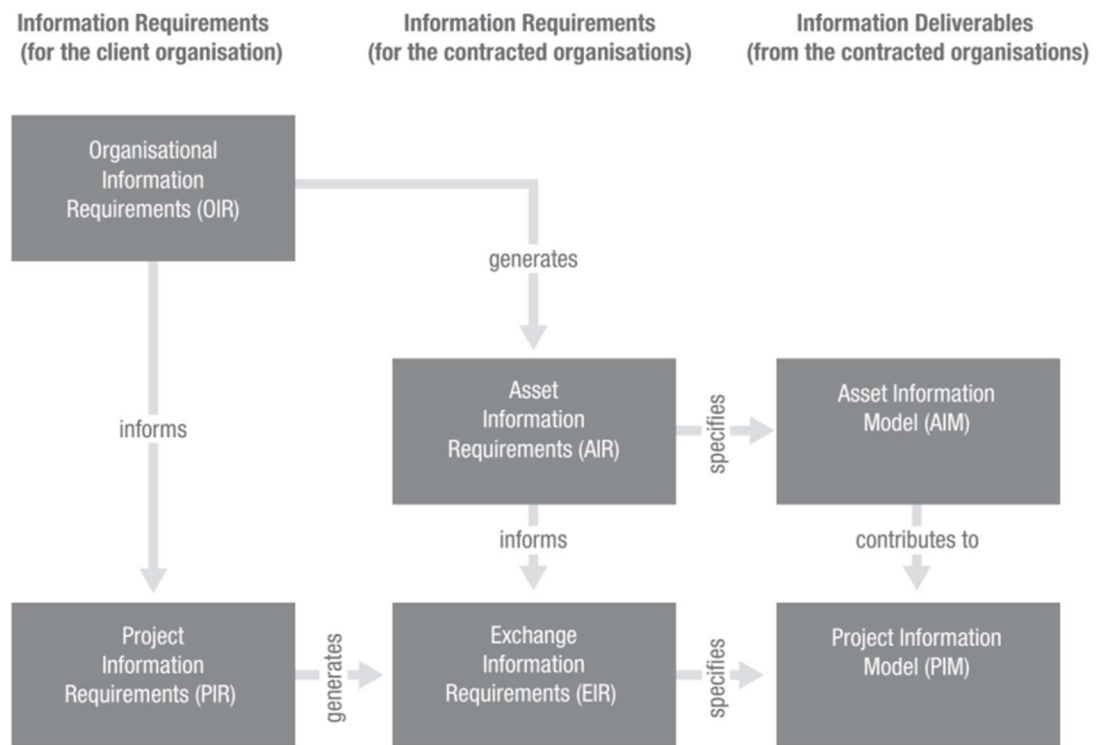 Information Requirements
(for the client organisation)
Information Requirements
(for the contracted organisations)
Information Deliverables
(from the contracted organisations)
Organisational
Information
Requirements (OIR)
generates
Asset
Information
Requirements (AIR)
specifies
Asset Information
Model (AIM)
informs
informs
contributes to
Project
Information
Requirements (PIR)
generates
Exchange
Information
Requirements (EIR)
specifies
Project Information
Model (PIM)